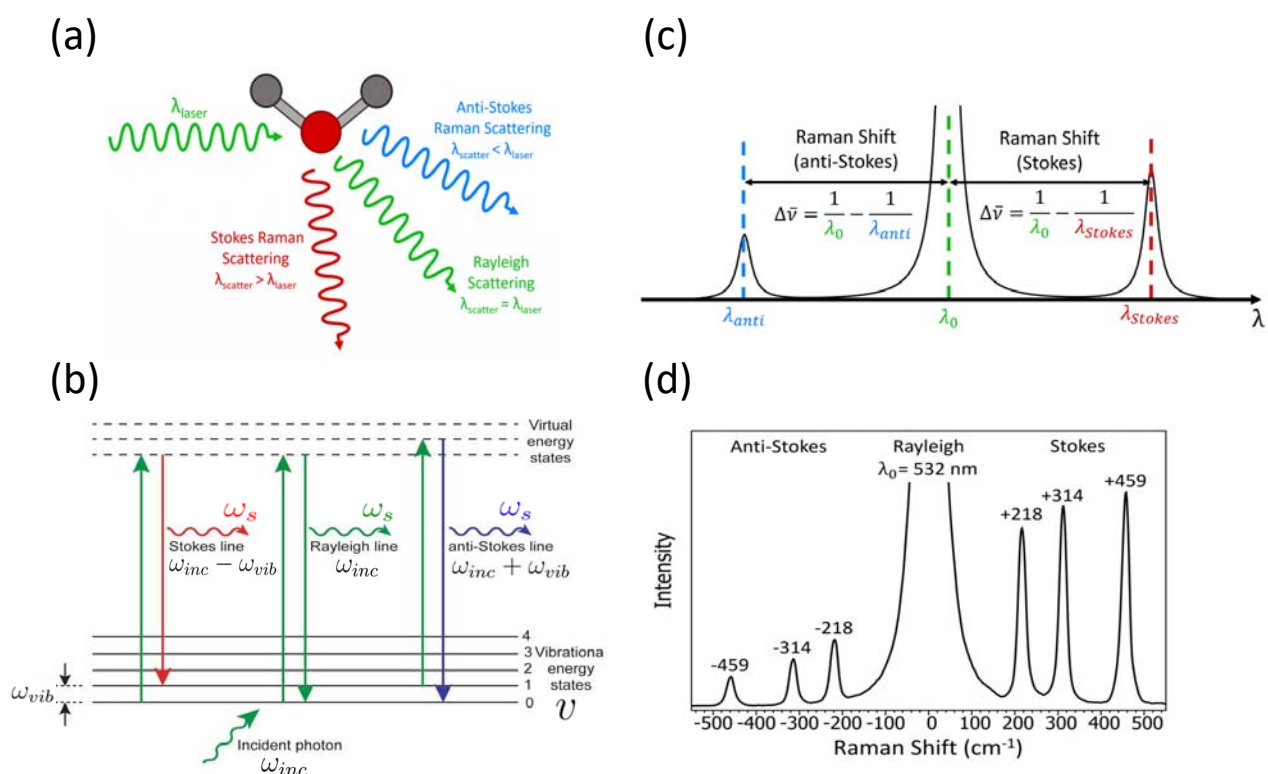 (a)
λlaser
Anti-Stokes
Raman Scattering
λscatter < λlaser
Stokes Raman
Scattering
λscatter > λlaser
Rayleigh
Scattering
λscatter = λlaser
(b)
Virtual
energy
states
ωs
Stokes line
ωinc − ωvib
ωs
Rayleigh line
ωinc
ωs
anti-Stokes line
ωinc + ωvib
4
3 Vibrationa
2 energy
1 states
0 υ
ωvib
Incident photon
ωinc
(c)
Raman Shift
(anti-Stokes)
Δν̄ = 1/λ0 − 1/λanti
Raman Shift
(Stokes)
Δν̄ = 1/λ0 − 1/λStokes
λanti
λ0
λStokes
λ
(d)
Anti-Stokes
Rayleigh
λ0= 532 nm
Stokes
-459
-314
-218
+218
+314
+459
Intensity
-500 -400 -300 -200 -100 0 100 200 300 400 500
Raman Shift (cm-1)